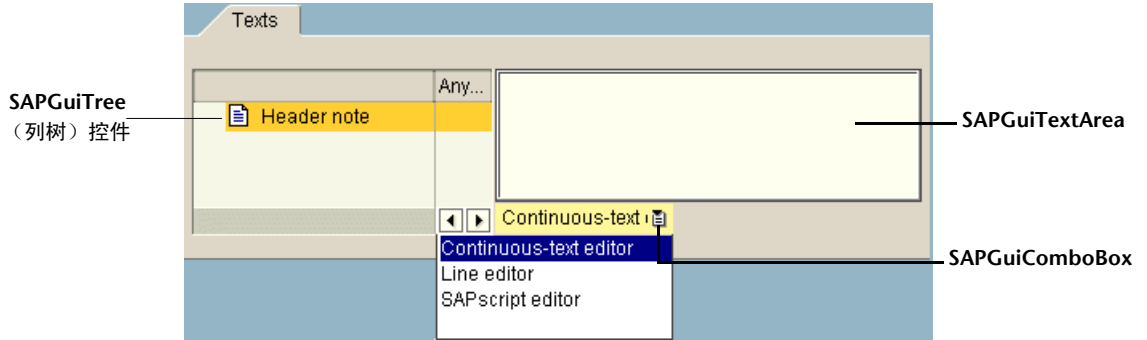 Texts
Any...
SAPGuiTree
（列树）控件
Header note
SAPGuiTextArea
Continuous-text
Continuous-text editor
Line editor
SAPscript editor
SAPGuiComboBox